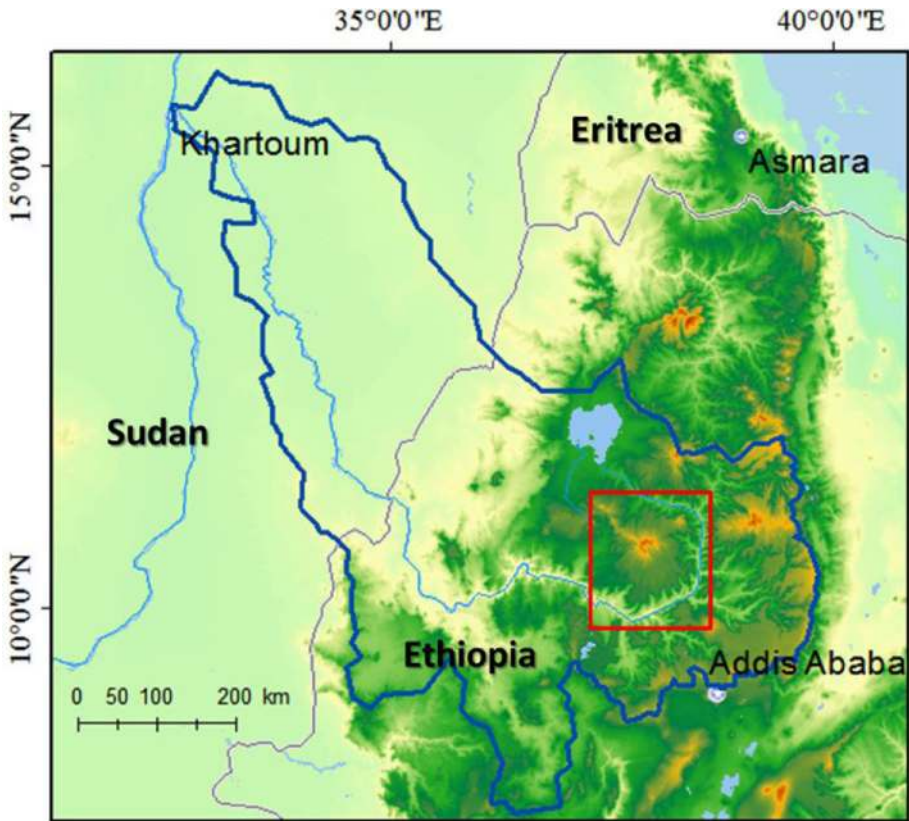 35°0'0"E
40°0'0"E
15°0'0"N
10°0'0"N
Eritrea
Khartoum
Asmara
Sudan
Ethiopia
Addis Ababa
0 50 100 200 km